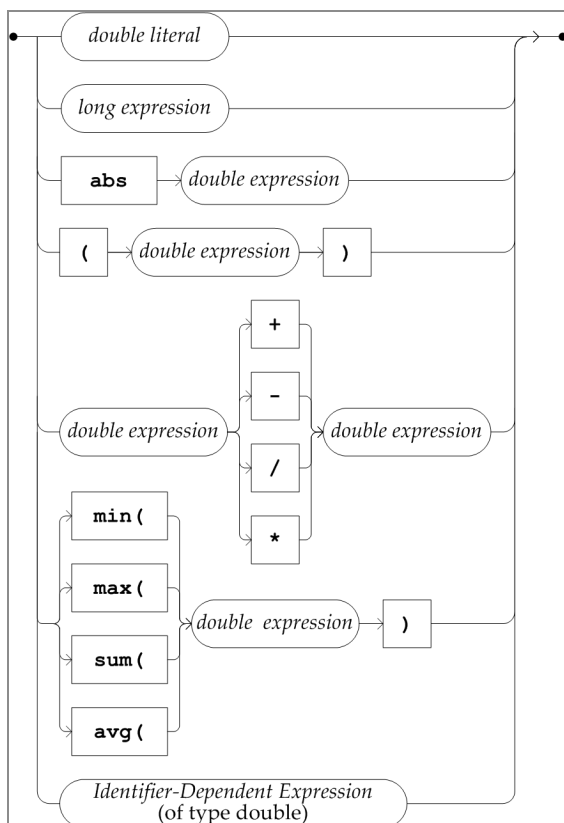 double literal
long expression
abs double expression
( double expression )
+
-
double expression double expression
/
*
min(
max(
double expression )
sum(
avg(
Identifier-Dependent Expression
(of type double)